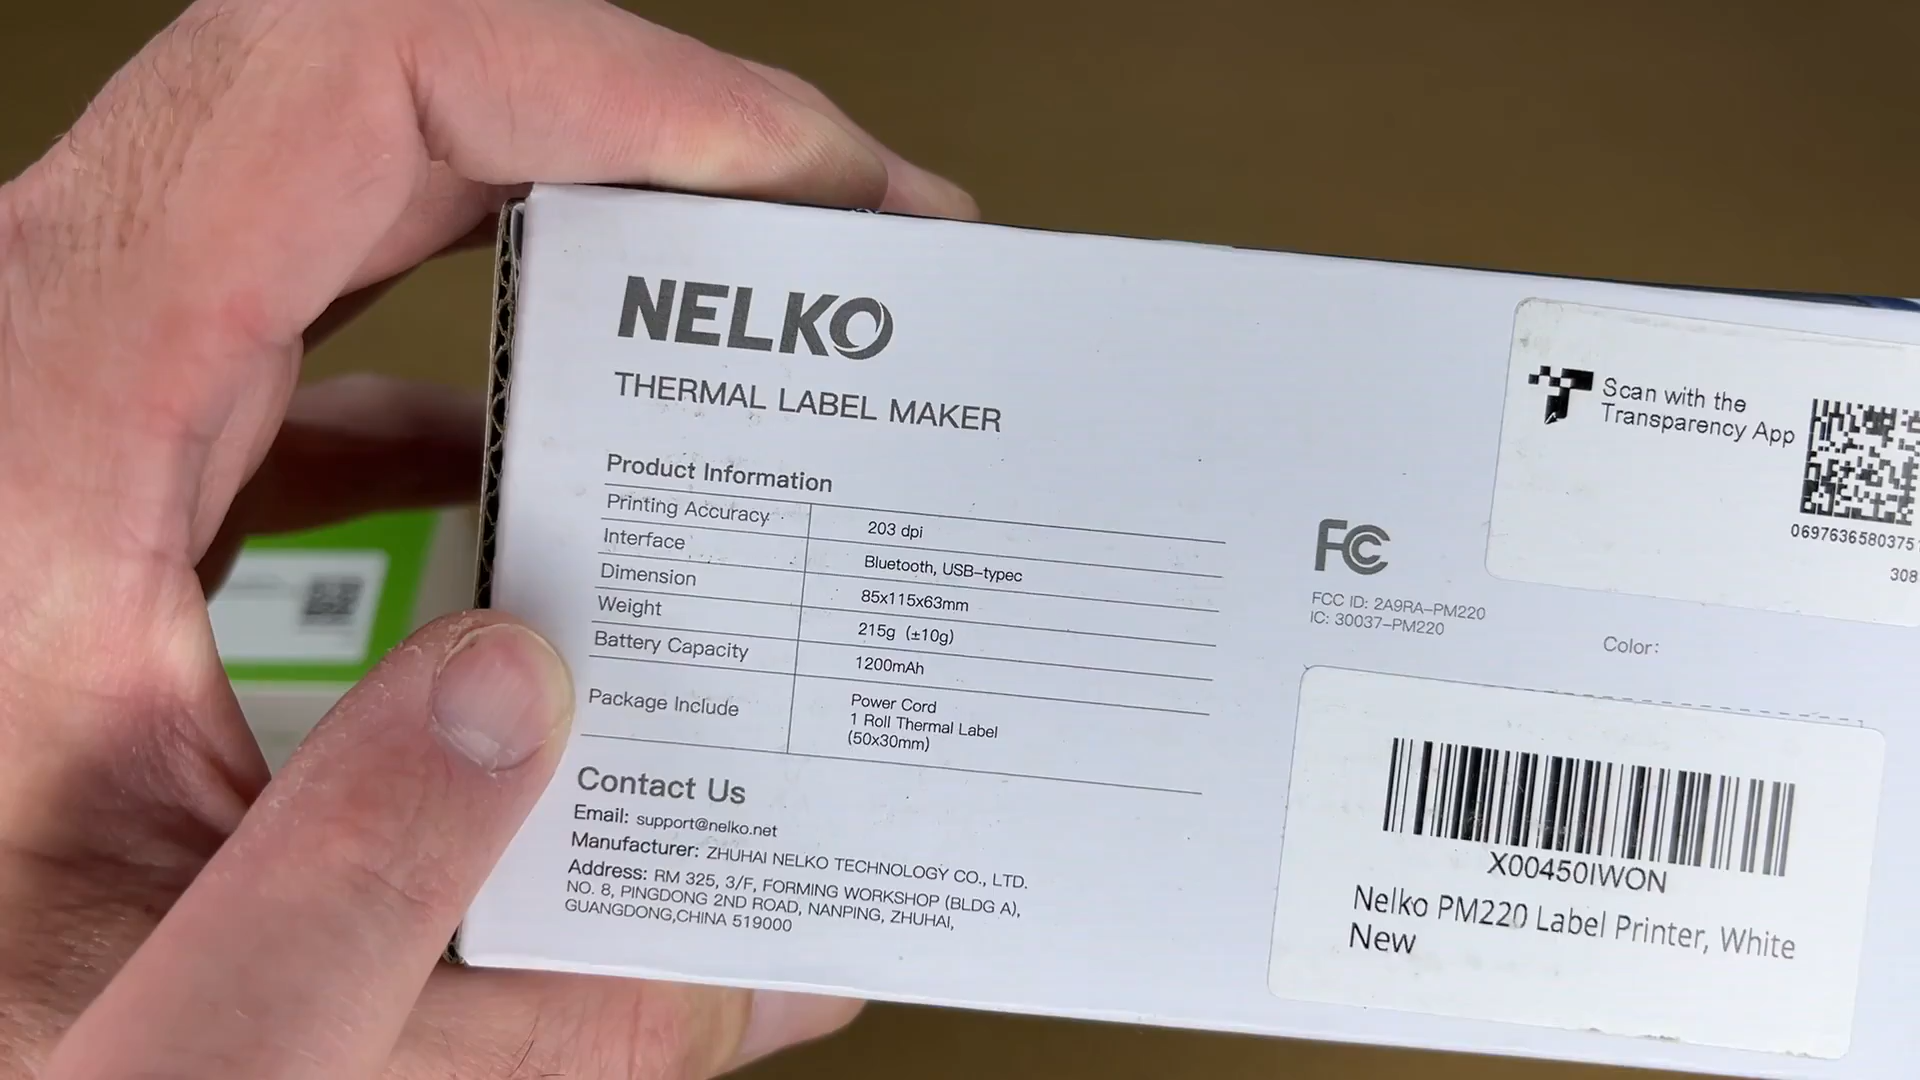 NELKO
THERMAL LABEL MAKER
Product Information
Printing Accuracy 203 dpi
Interface Bluetooth, USB-typec
Dimension 85x115x63mm
Weight 215g (±10g)
Battery Capacity 1200mAh
Package Include Power Cord
1 Roll Thermal Label
(50x30mm)
Contact Us
Email: support@nelko.net
Manufacturer: ZHUHAI NELKO TECHNOLOGY CO., LTD.
Address: RM 325, 3/F, FORMING WORKSHOP (BLDG A),
NO. 8, PINGDONG 2ND ROAD, NANPING, ZHUHAI,
GUANGDONG,CHINA 519000
FC
FCC ID: 2A9RA-PM220
IC: 30037-PM220
Color:
Scan with the
Transparency App
0697636580375
308
X00450IWON
Nelko PM220 Label Printer, White
New